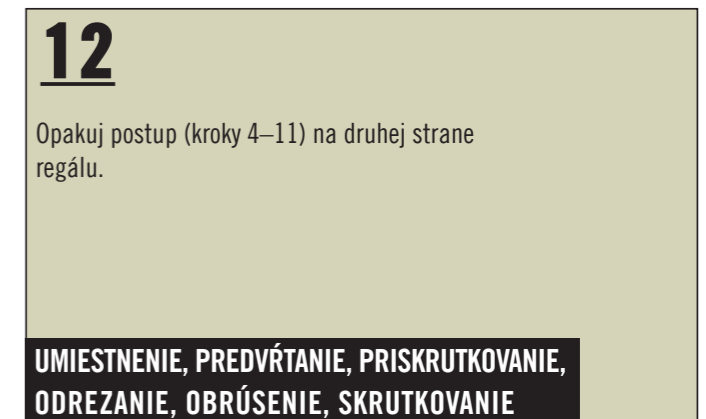 12
Opakuj postup (kroky 4–11) na druhej strane
regálu.
UMIESTNENIE, PREDVŔTANIE, PRISKRUTKOVANIE,
ODREZANIE, OBRÚSENIE, SKRUTKOVANIE